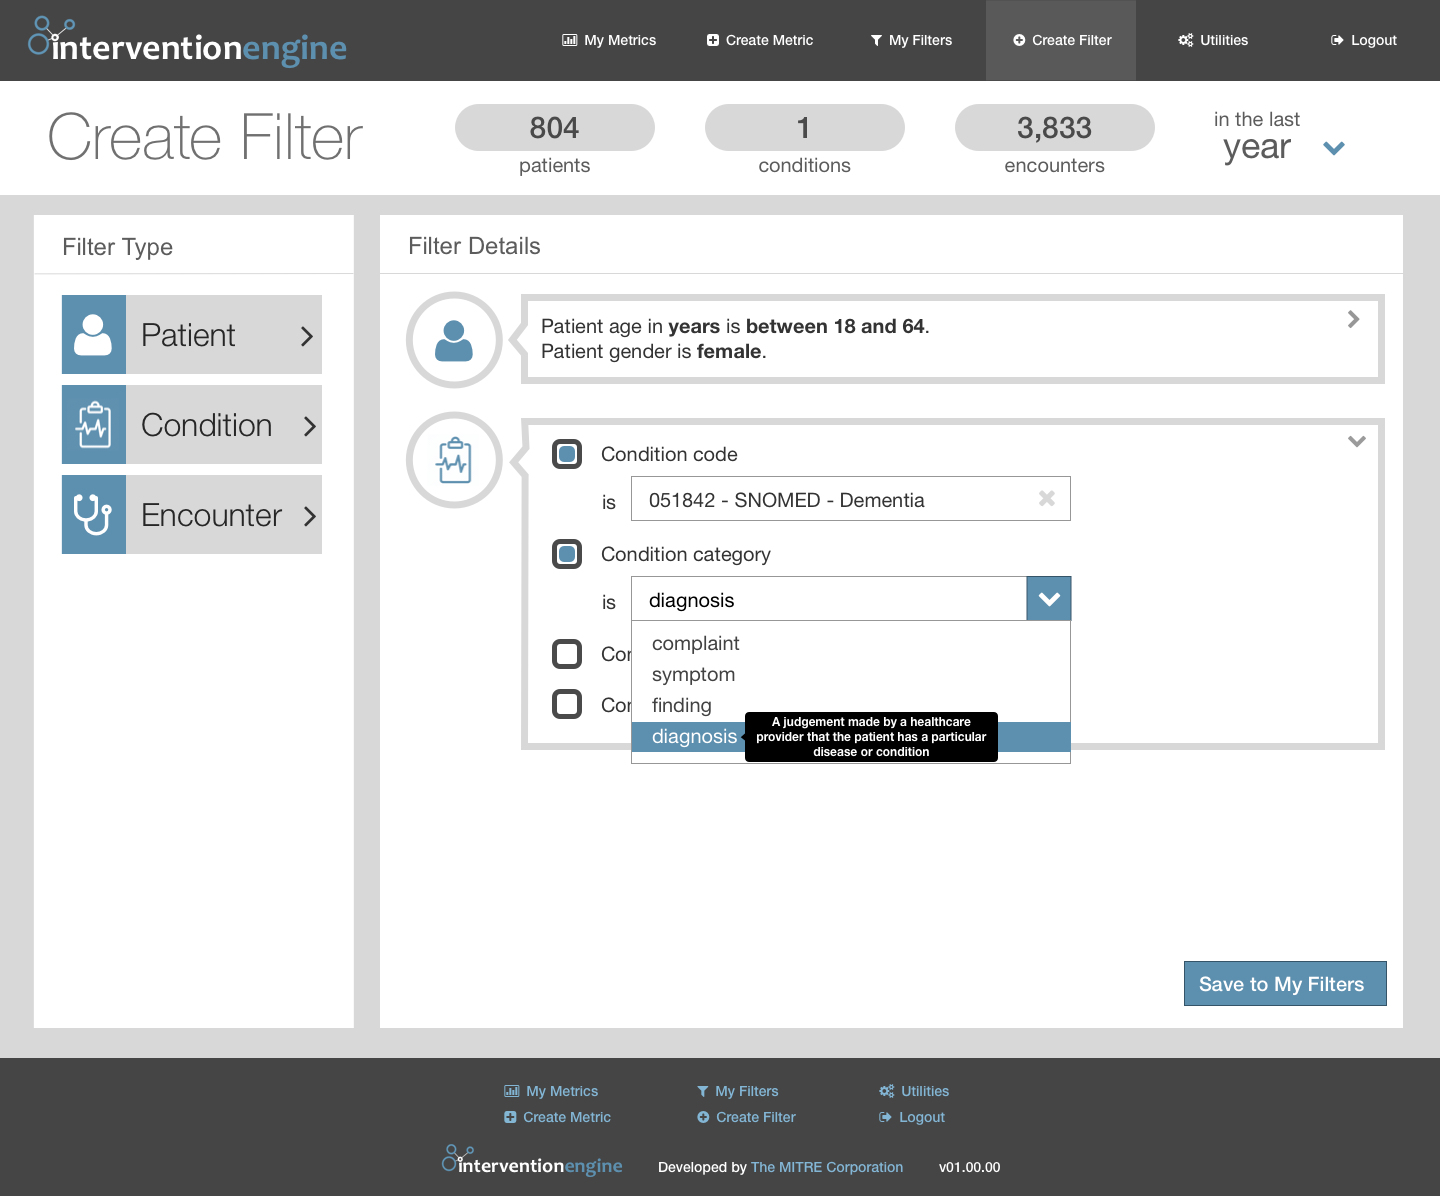 interventionengine
My Metrics
Create Metric
My Filters
Create Filter
Utilities
Logout
Create Filter
804
patients
1
conditions
3,833
encounters
in the last
year
Filter Type
Patient
Condition
Encounter
Filter Details
Patient age in years is between 18 and 64.
Patient gender is female.
Condition code
is 051842 - SNOMED - Dementia
Condition category
is diagnosis
complaint
symptom
finding
diagnosis
A judgement made by a healthcare
provider that the patient has a particular
disease or condition
Save to My Filters
My Metrics
My Filters
Utilities
Create Metric
Create Filter
Logout
interventionengine
Developed by The MITRE Corporation
v01.00.00